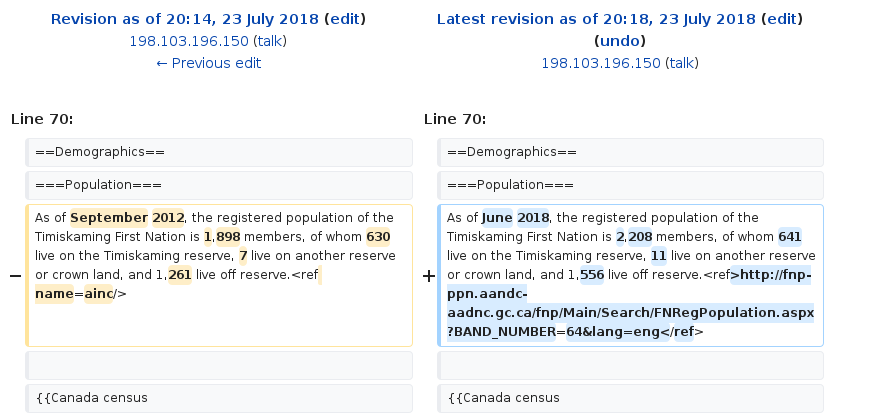 Revision as of 20:14, 23 July 2018 (edit)
198.103.196.150 (talk)
← Previous edit
Latest revision as of 20:18, 23 July 2018 (edit)
(undo)
198.103.196.150 (talk)
Line 70:
Line 70:
==Demographics==
==Demographics==
===Population===
===Population===
− As of September 2012, the registered population of the
Timiskaming First Nation is 1,898 members, of whom 630
live on the Timiskaming reserve, 7 live on another reserve
or crown land, and 1,261 live off reserve.<ref
name=ainc/>
+ As of June 2018, the registered population of the
Timiskaming First Nation is 2,208 members, of whom 641
live on the Timiskaming reserve, 11 live on another reserve
or crown land, and 1,556 live off reserve.<ref>http://fnp-
ppn.aandc-
aadnc.gc.ca/fnp/Main/Search/FNRegPopulation.aspx
?BAND_NUMBER=64&lang=eng</ref>
{{Canada census
{{Canada census